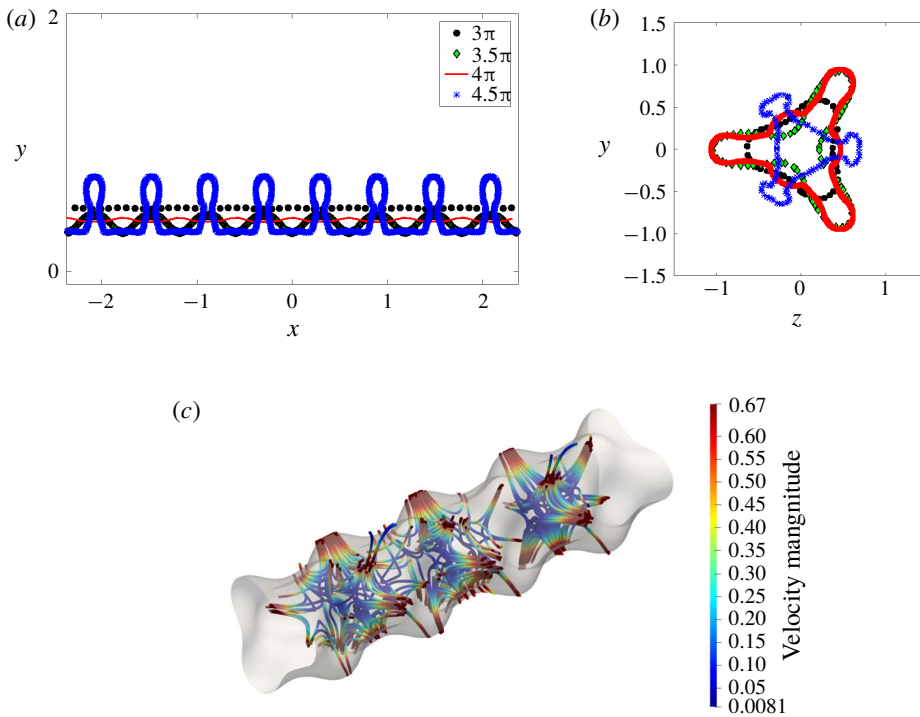 (a)
2
y
0
−2
−1
0
1
2
x
3π
3.5π
4π
4.5π
(b)
1.5
1.0
0.5
y
0
−0.5
−1.0
−1.5
−1
0
1
z
(c)
0.67
0.60
0.55
0.50
0.45
0.40
0.35
0.30
0.25
0.20
0.15
0.10
0.05
0.0081
Velocity mangnitude